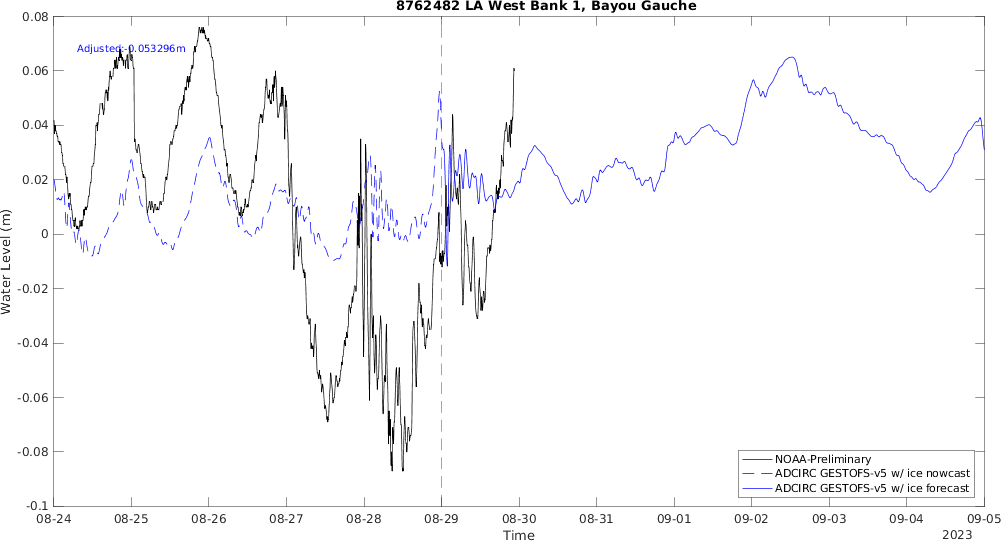 8762482 LA West Bank 1, Bayou Gauche
Adjusted:-0.053296m
0.08
0.06
0.04
0.02
0
-0.02
-0.04
-0.06
-0.08
-0.1
Water Level (m)
NOAA-Preliminary
ADCIRC GESTOFS-v5 w/ ice nowcast
ADCIRC GESTOFS-v5 w/ ice forecast
08-24 08-25 08-26 08-27 08-28 08-29 08-30 08-31 09-01 09-02 09-03 09-04 09-05
Time
2023